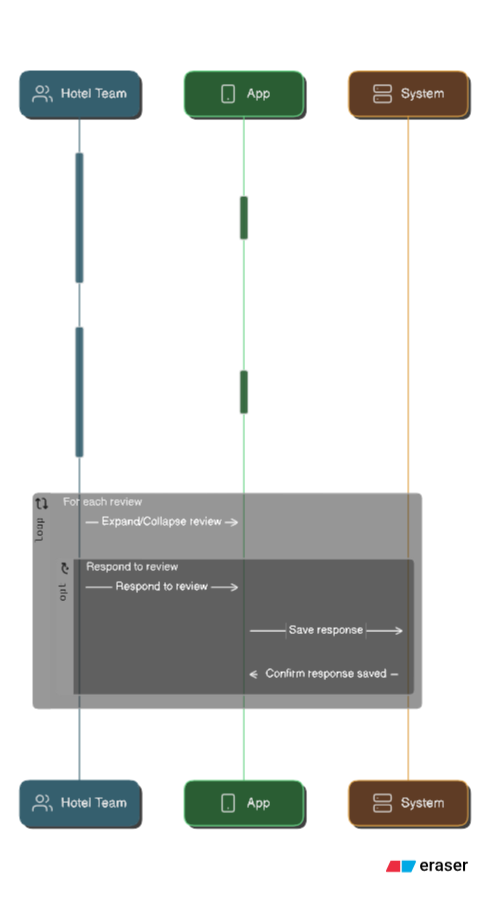 Hotel Team
App
System
For each review
Loop
Expand/Collapse review
Respond to review
opt
Respond to review
Save response
Confirm response saved
Hotel Team
App
System
eraser